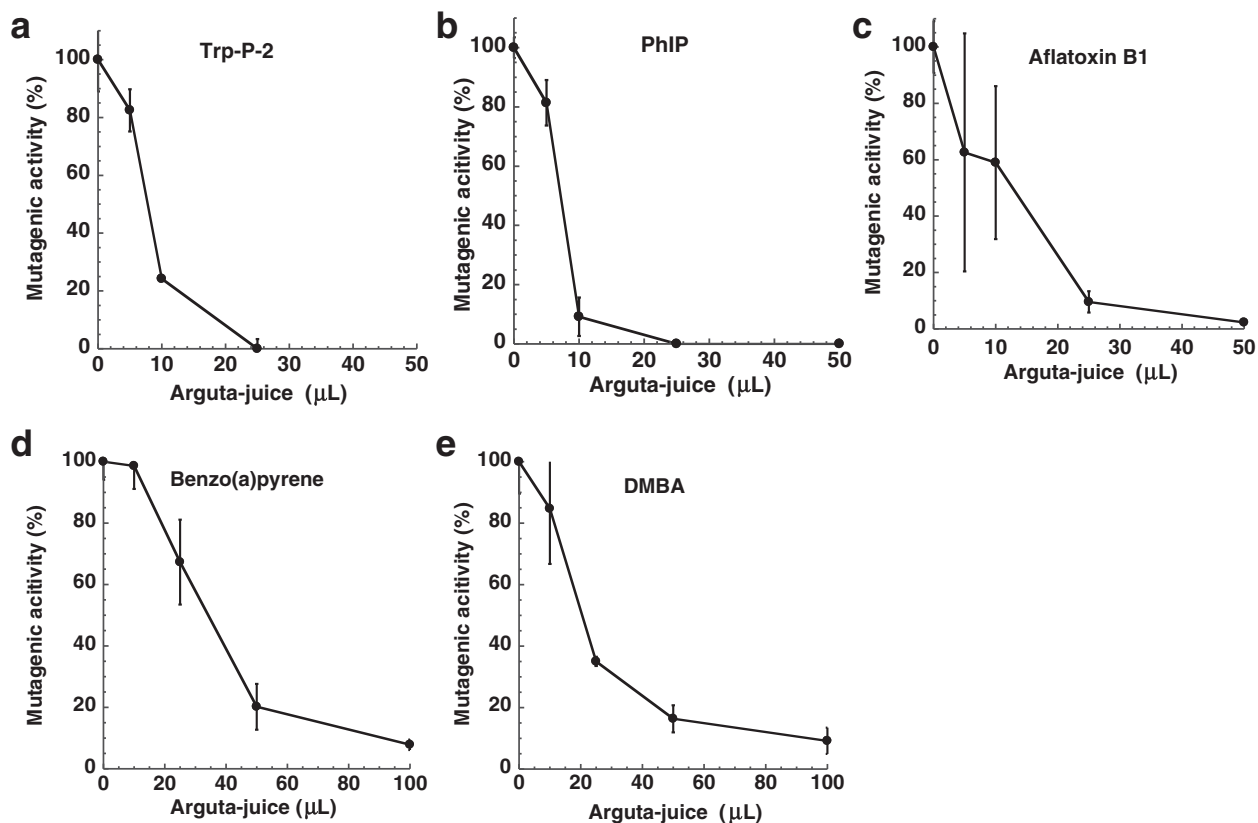 a
Trp-P-2
100
80
60
40
20
0
Mutagenic acitivity (%)
0 10 20 30 40 50
Arguta-juice (μL)
b
PhIP
100
80
60
40
20
0
Mutagenic acitivity (%)
0 10 20 30 40 50
Arguta-juice (μL)
c
Aflatoxin B1
100
80
60
40
20
0
Mutagenic acitivity (%)
0 10 20 30 40 50
Arguta-juice (μL)
d
Benzo(a)pyrene
100
80
60
40
20
0
Mutagenic acitivity (%)
0 20 40 60 80 100
Arguta-juice (μL)
e
DMBA
100
80
60
40
20
0
Mutagenic acitivity (%)
0 20 40 60 80 100
Arguta-juice (μL)